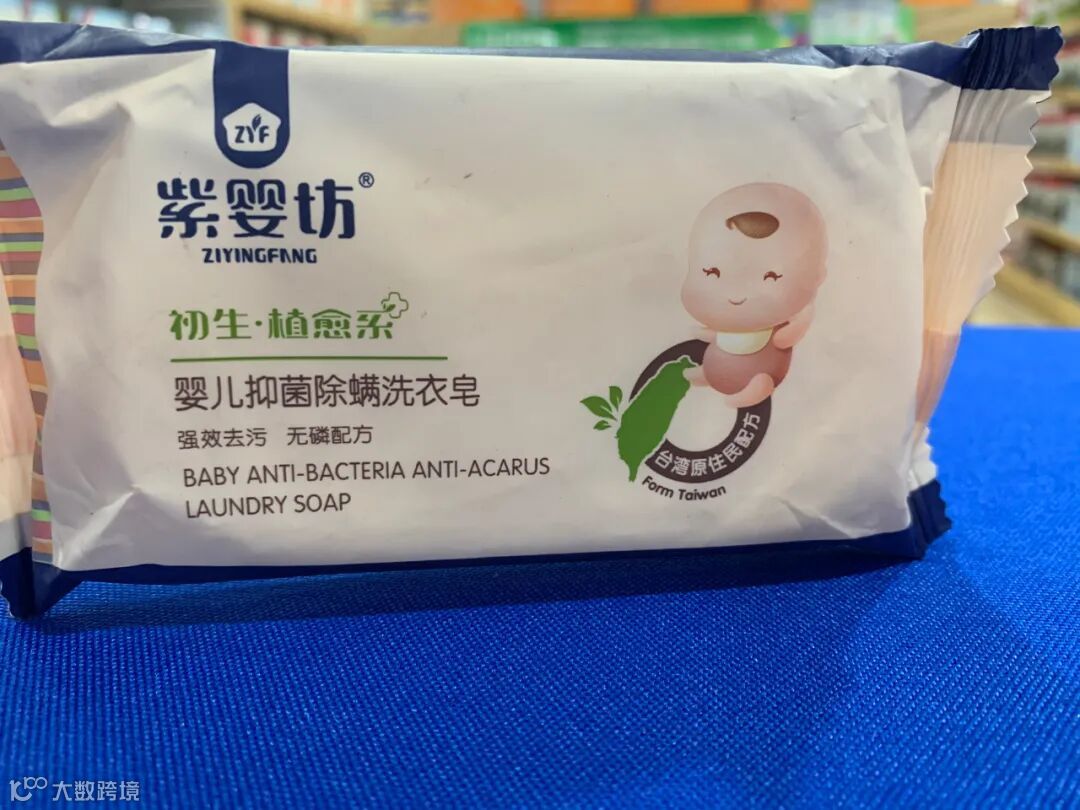 ZYF
紫婴坊®
ZIYINGFANG
初生·植愈系
婴儿抑菌除螨洗衣皂
强效去污 无磷配方
BABY ANTI-BACTERIA ANTI-ACARUS
LAUNDRY SOAP
台湾原住民配方
Form Taiwan
大数跨境